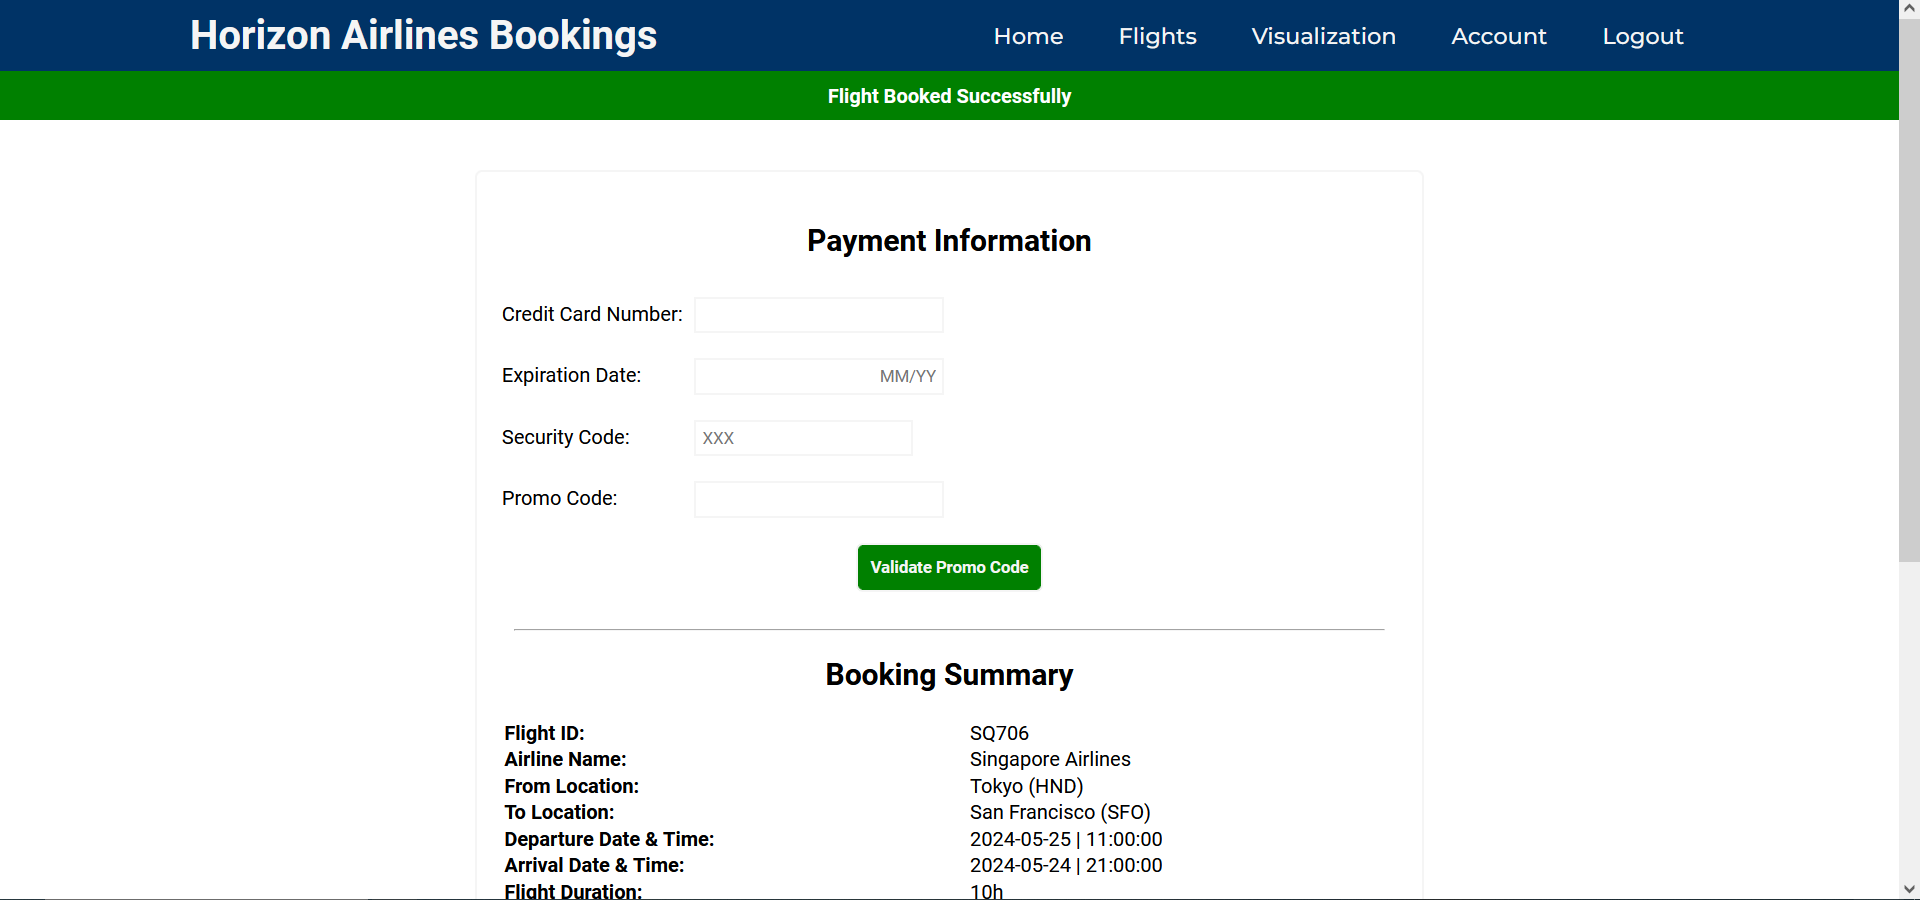 Horizon Airlines Bookings
Home Flights Visualization Account Logout
Flight Booked Successfully
Payment Information
Credit Card Number:
Expiration Date: MM/YY
Security Code: XXX
Promo Code:
Validate Promo Code
Booking Summary
Flight ID: SQ706
Airline Name: Singapore Airlines
From Location: Tokyo (HND)
To Location: San Francisco (SFO)
Departure Date & Time: 2024-05-25 | 11:00:00
Arrival Date & Time: 2024-05-24 | 21:00:00
Flight Duration: 10h